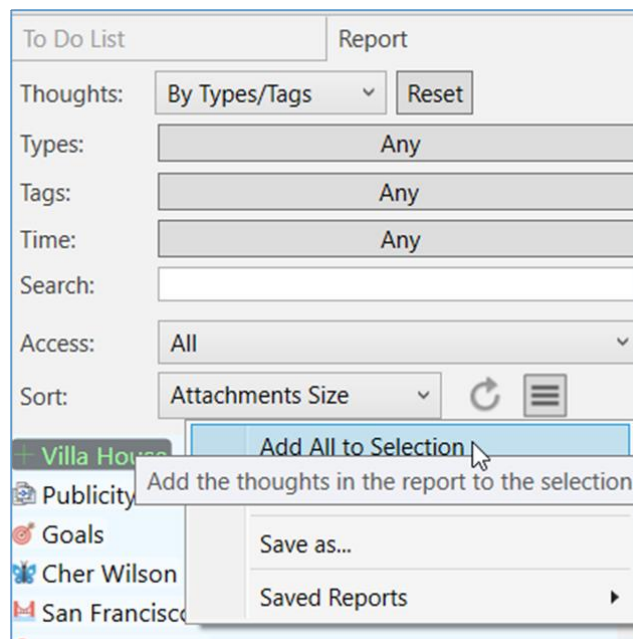 To Do List Report
Thoughts: By Types/Tags Reset
Types: Any
Tags: Any
Time: Any
Search:
Access: All
Sort: Attachments Size
+ Villa House Add All to Selection
Add the thoughts in the report to the selection
Publicity
Goals Save as...
Cher Wilson
Saved Reports
San Francisco